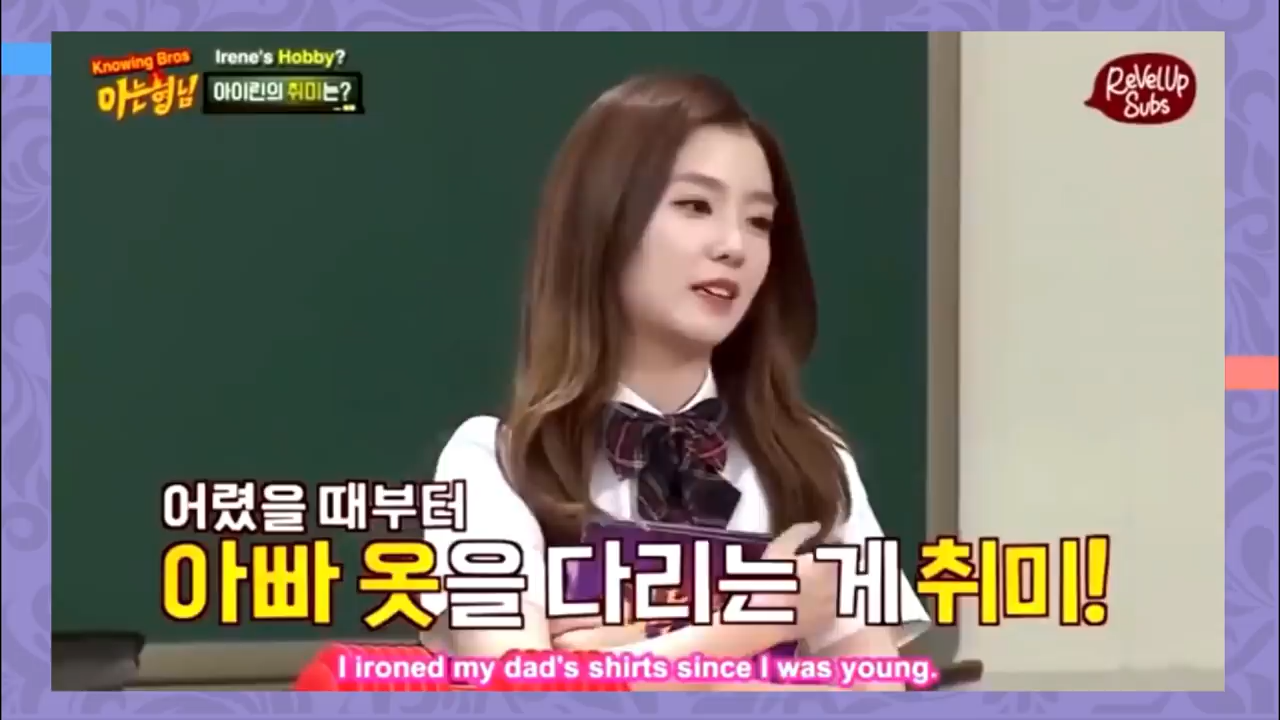 Knowing Bros
아는형님
Irene's Hobby?
아이린의 취미는?
ReVeLUp
Subs
어렸을 때부터
아빠 옷을 다리는 게 취미!
I ironed my dad's shirts since I was young.